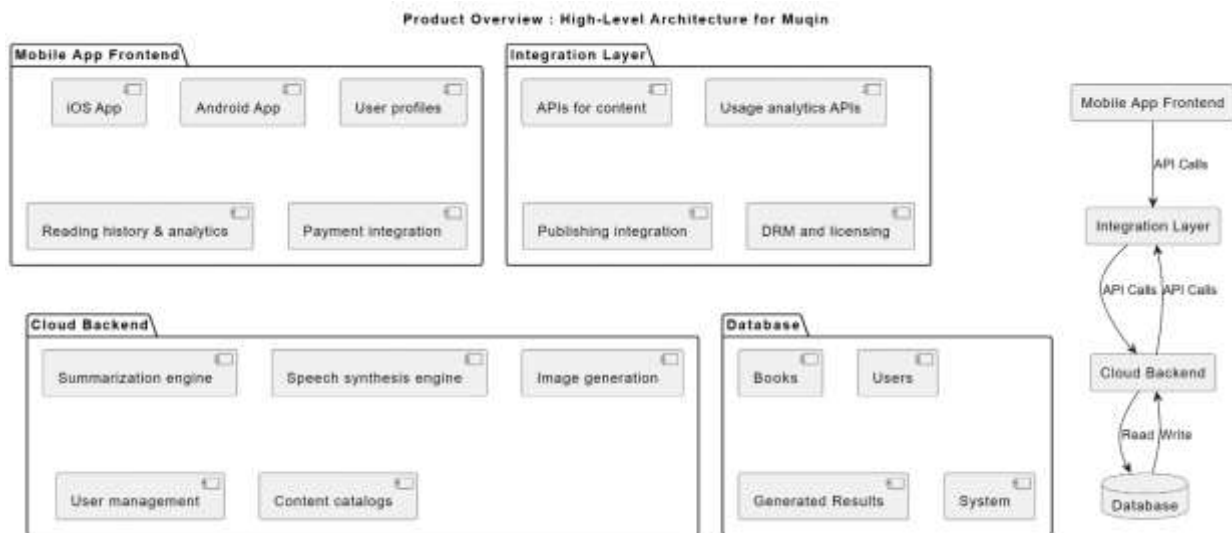 Product Overview : High-Level Architecture for Muqin
Mobile App Frontend
iOS App
Android App
User profiles
Reading history & analytics
Payment integration
Integration Layer
APIs for content
Usage analytics APIs
Publishing integration
DRM and licensing
Cloud Backend
Summarization engine
Speech synthesis engine
Image generation
User management
Content catalogs
Database
Books
Users
Generated Results
System
Mobile App Frontend
API Calls
Integration Layer
API Calls
API Calls
Cloud Backend
Read
Write
Database